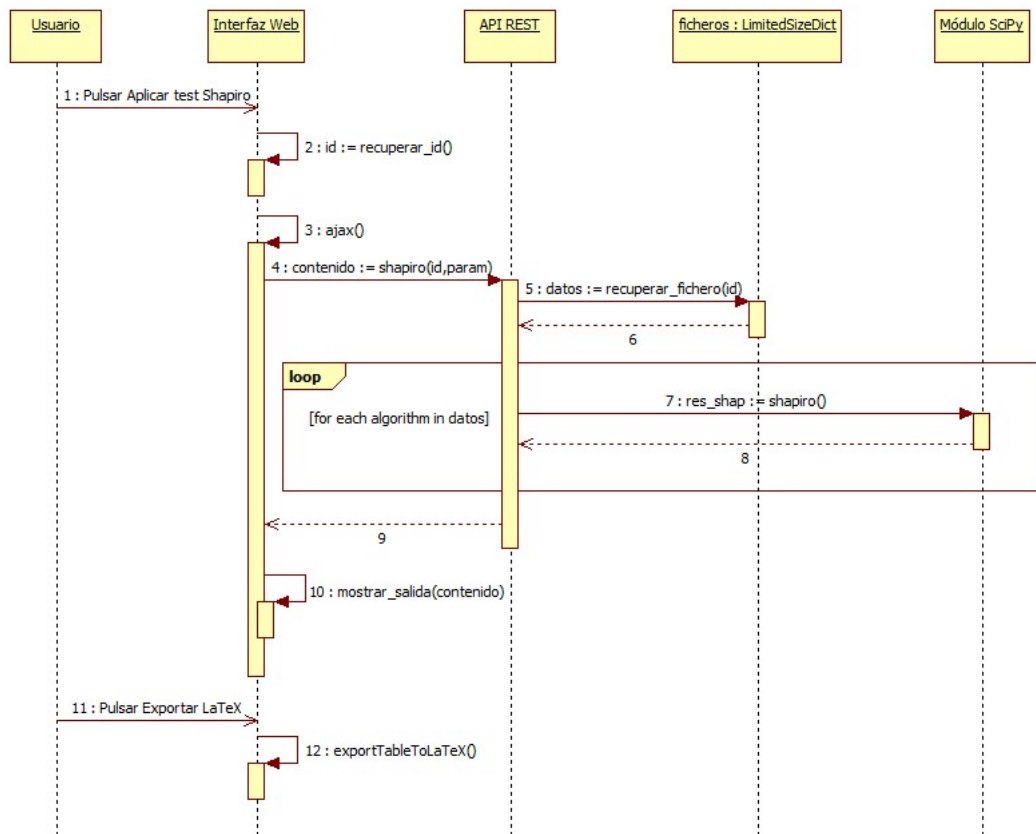 Usuario
Interfaz Web
API REST
ficheros : LimitedSizeDict
Módulo SciPy
1 : Pulsar Aplicar test Shapiro
2 : id := recuperar_id()
3 : ajax()
4 : contenido := shapiro(id,param)
5 : datos := recuperar_fichero(id)
6
loop
[for each algorithm in datos]
7 : res_shap := shapiro()
8
9
10 : mostrar_salida(contenido)
11 : Pulsar Exportar LaTeX
12 : exportTableToLaTeX()